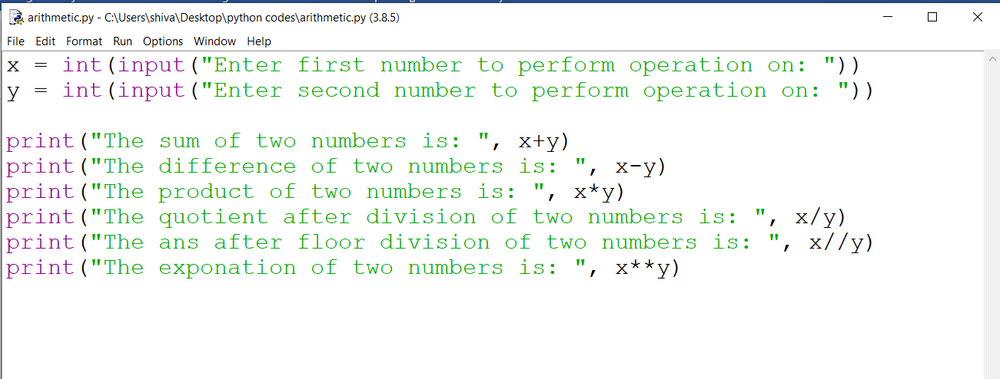 arithmetic.py - C:\Users\shiva\Desktop\python codes\arithmetic.py (3.8.5)
File Edit Format Run Options Window Help
x = int(input("Enter first number to perform operation on: "))
y = int(input("Enter second number to perform operation on: "))
print("The sum of two numbers is: ", x+y)
print("The difference of two numbers is: ", x-y)
print("The product of two numbers is: ", x*y)
print("The quotient after division of two numbers is: ", x/y)
print("The ans after floor division of two numbers is: ", x//y)
print("The exponation of two numbers is: ", x**y)